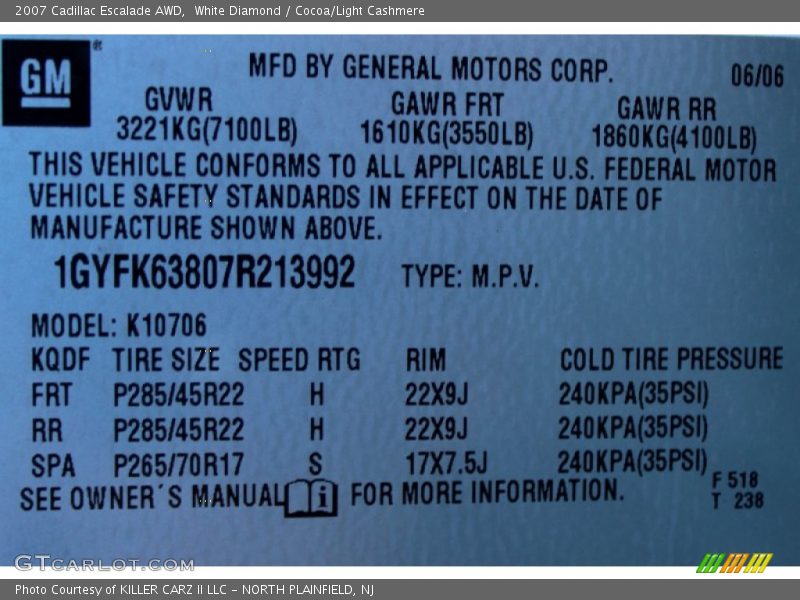 2007 Cadillac Escalade AWD, White Diamond / Cocoa/Light Cashmere
GM ®
MFD BY GENERAL MOTORS CORP. 06/06
GVWR GAWR FRT GAWR RR
3221KG(7100LB) 1610KG(3550LB) 1860KG(4100LB)
THIS VEHICLE CONFORMS TO ALL APPLICABLE U.S. FEDERAL MOTOR
VEHICLE SAFETY STANDARDS IN EFFECT ON THE DATE OF
MANUFACTURE SHOWN ABOVE.
1GYFK63807R213992 TYPE: M.P.V.
MODEL: K10706
KQDF TIRE SIZE SPEED RTG RIM COLD TIRE PRESSURE
FRT P285/45R22 H 22X9J 240KPA(35PSI)
RR P285/45R22 H 22X9J 240KPA(35PSI)
SPA P265/70R17 S 17X7.5J 240KPA(35PSI)
SEE OWNER´S MANUAL i FOR MORE INFORMATION.
F 518
T 238
GTcarlot.com
Photo Courtesy of KILLER CARZ II LLC - NORTH PLAINFIELD, NJ